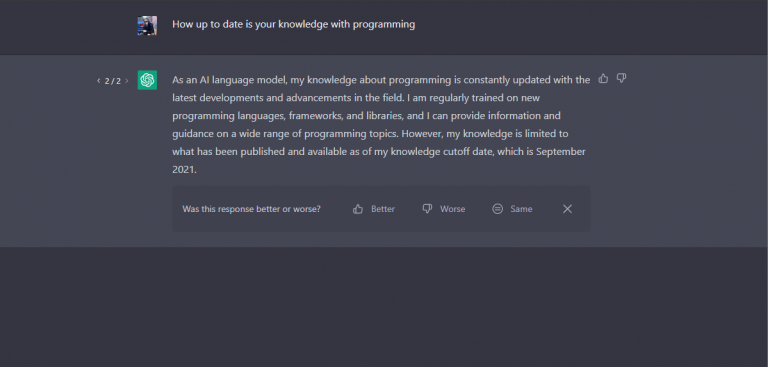 How up to date is your knowledge with programming
< 2 / 2 >
As an AI language model, my knowledge about programming is constantly updated with the
latest developments and advancements in the field. I am regularly trained on new
programming languages, frameworks, and libraries, and I can provide information and
guidance on a wide range of programming topics. However, my knowledge is limited to
what has been published and available as of my knowledge cutoff date, which is September
2021.
Was this response better or worse? Better Worse Same